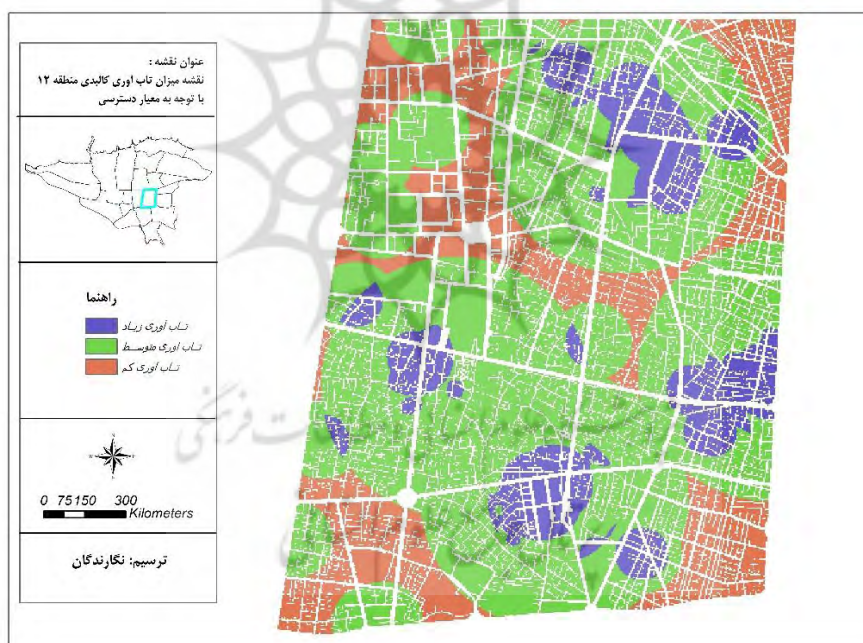 عنوان نقشه :
نقشه میزان تاب اوری کالبدی منطقه ۱۲
با توجه به معیار دسترسی
راهنما
تاب آوری زیاد
تاب آوری متوسط
تاب آوری کم
0 75150 300
Kilometers
ترسیم: نگارندگان